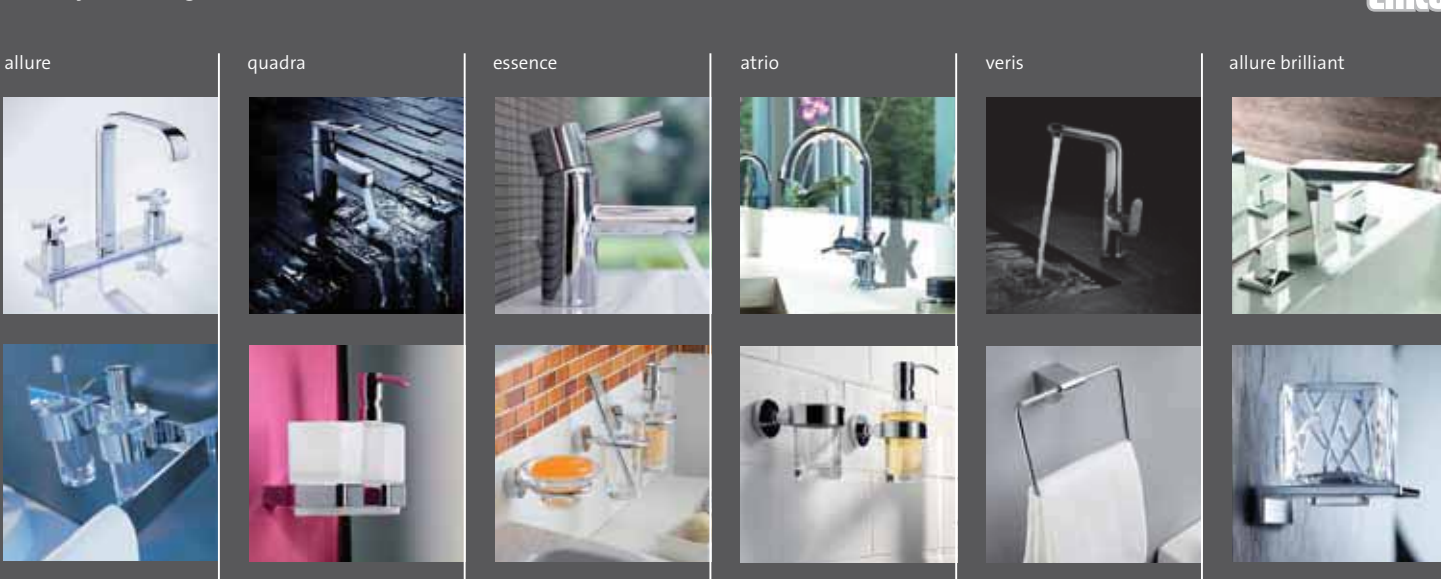 allure
quadra
essence
atrio
veris
allure brilliant